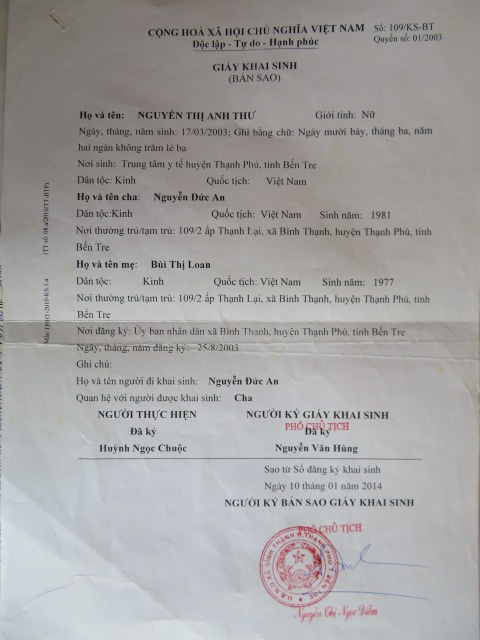 CỘNG HOÀ XÃ HỘI CHỦ NGHĨA VIỆT NAM
Số: 109/KS-BT
Độc lập - Tự do - Hạnh phúc
Quyển số: 01/2003
GIẤY KHAI SINH
(BẢN SAO)
Họ và tên: NGUYỄN THỊ ANH THƯ Giới tính: Nữ
Ngày, tháng, năm sinh: 17/03/2003; Ghi bằng chữ: Ngày mười bảy, tháng ba, năm
hai ngàn không trăm lẻ ba
Nơi sinh: Trung tâm y tế huyện Thạnh Phú, tỉnh Bến Tre
Dân tộc: Kinh Quốc tịch: Việt Nam
Họ và tên cha: Nguyễn Đức An
Dân tộc:Kinh Quốc tịch: Việt Nam Sinh năm: 1981
Nơi thường trú/tạm trú: 109/2 ấp Thạnh Lại, xã Bình Thạnh, huyện Thạnh Phú, tỉnh
Bến Tre
Họ và tên mẹ: Bùi Thị Loan
Dân tộc: Kinh Quốc tịch: Việt Nam Sinh năm: 1977
Nơi thường trú/tạm trú: 109/2 ấp Thạnh Lại, xã Bình Thạnh, huyện Thạnh Phú, tỉnh
Bến Tre
Nơi đăng ký: Ủy ban nhân dân xã Bình Thạnh, huyện Thạnh Phú, tỉnh Bến Tre
Ngày, tháng, năm đăng ký: 25/8/2003
Ghi chú:
Họ và tên người đi khai sinh: Nguyễn Đức An
Quan hệ với người được khai sinh: Cha
NGƯỜI THỰC HIỆN NGƯỜI KÝ GIẤY KHAI SINH
PHÓ CHỦ TỊCH
Đã ký Đã ký
Huỳnh Ngọc Chuộc Nguyễn Văn Hùng
Sao từ Sổ đăng ký khai sinh
Ngày 10 tháng 01 năm 2014
NGƯỜI KÝ BẢN SAO GIẤY KHAI SINH
PHÓ CHỦ TỊCH
U.B.N.D XÃ BÌNH THẠNH H.THẠNH PHÚ T.BẾN TRE
Nguyễn Thị Ngọc Diễm